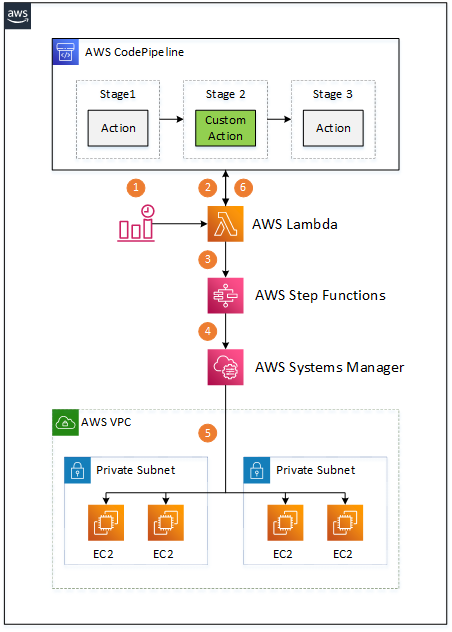 aws
AWS CodePipeline
Stage1
Stage 2
Stage 3
Action
Custom
Action
Action
1
2
6
AWS Lambda
3
AWS Step Functions
4
AWS Systems Manager
AWS VPC
5
Private Subnet
Private Subnet
EC2
EC2
EC2
EC2